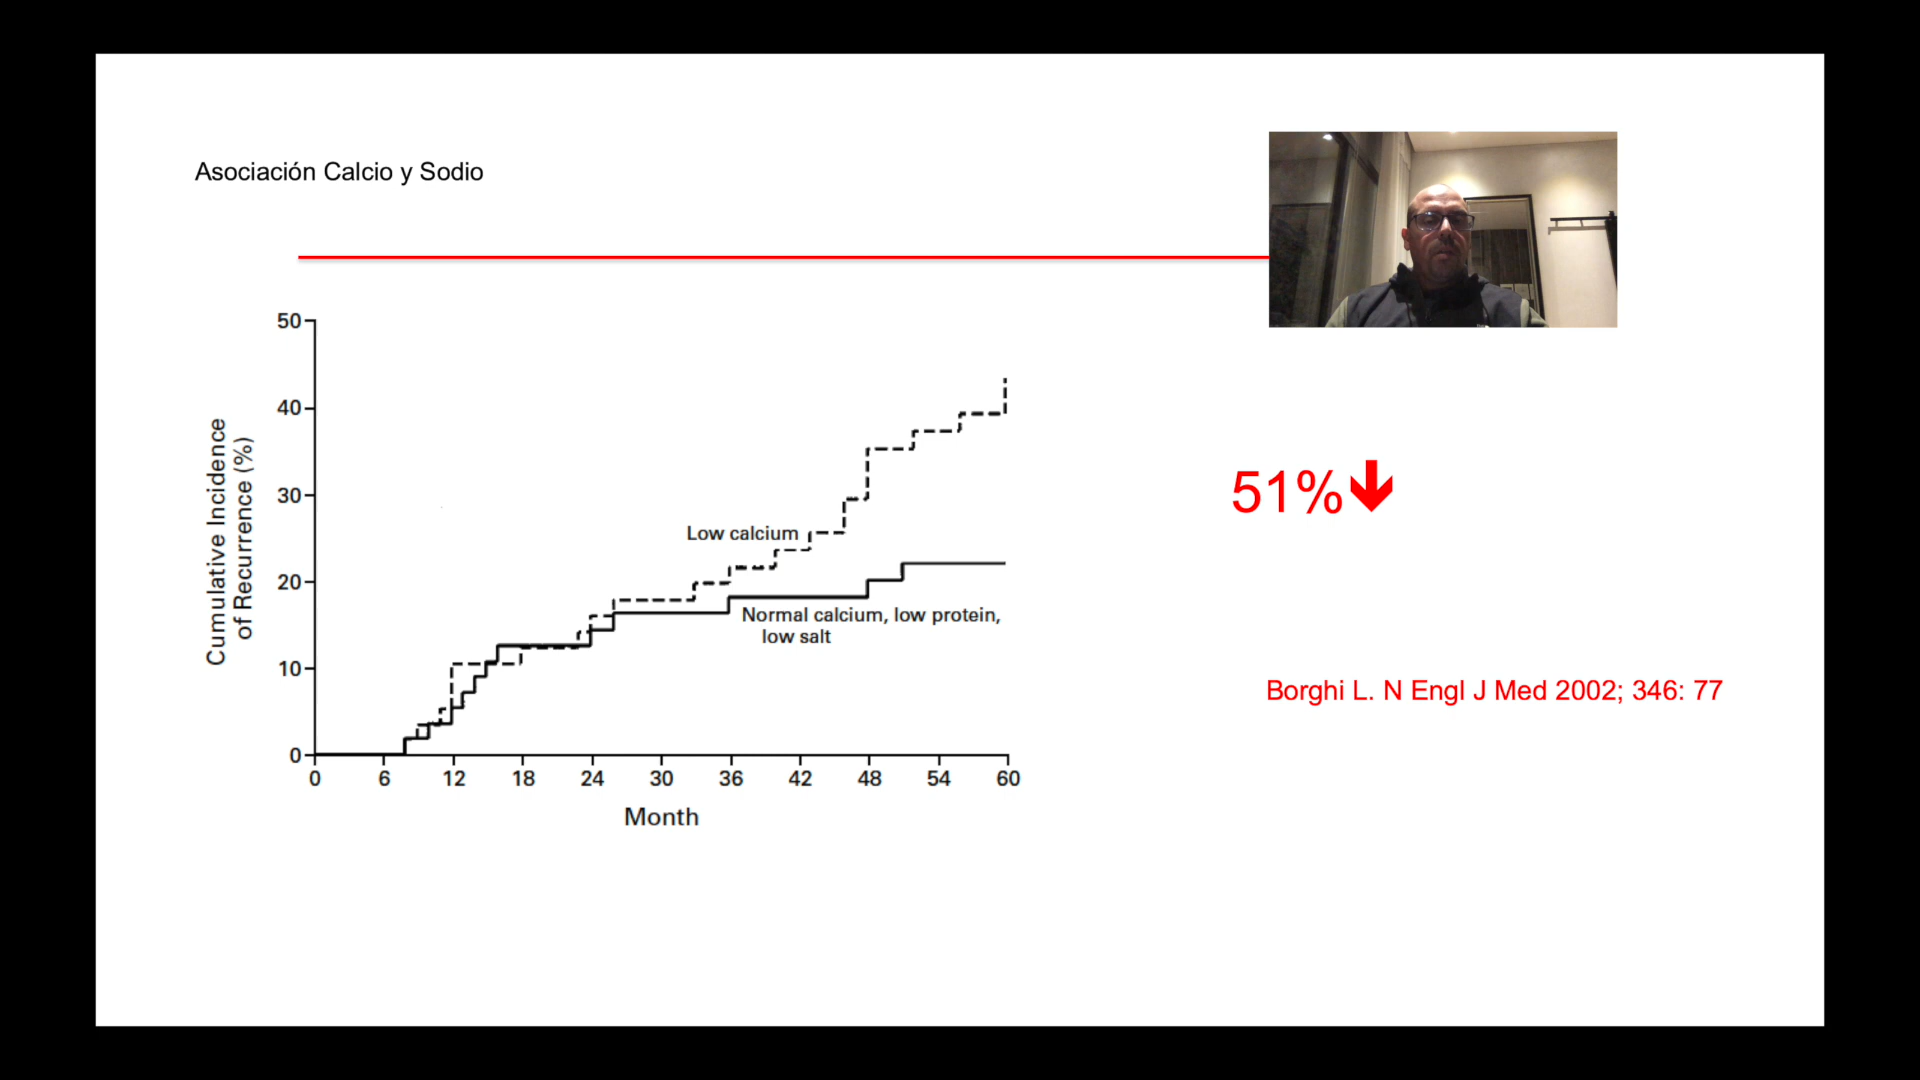 Asociación Calcio y Sodio
50
40
30
20
10
0
Cumulative Incidence
of Recurrence (%)
Low calcium
Normal calcium, low protein,
low salt
0 6 12 18 24 30 36 42 48 54 60
Month
51%
Borghi L. N Engl J Med 2002; 346: 77